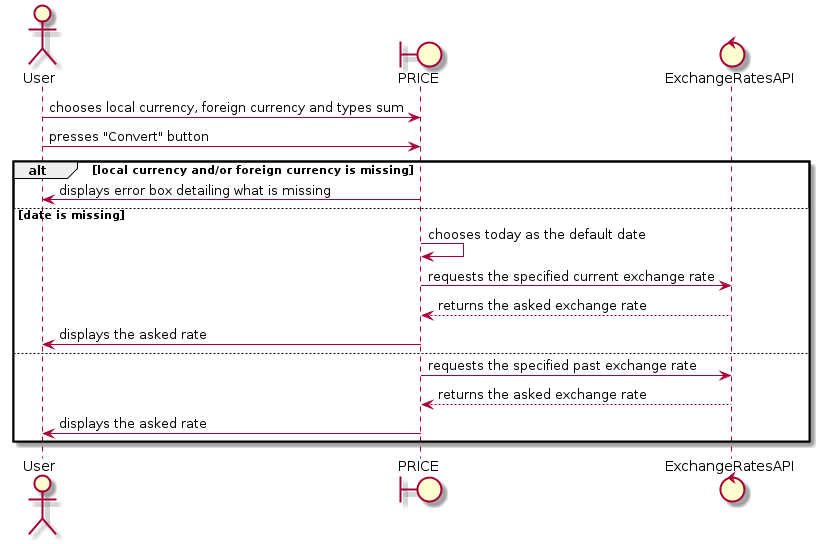 User
PRICE
ExchangeRatesAPI
chooses local currency, foreign currency and types sum
presses "Convert" button
alt [local currency and/or foreign currency is missing]
displays error box detailing what is missing
[date is missing]
chooses today as the default date
requests the specified current exchange rate
returns the asked exchange rate
displays the asked rate
requests the specified past exchange rate
returns the asked exchange rate
displays the asked rate
User
PRICE
ExchangeRatesAPI